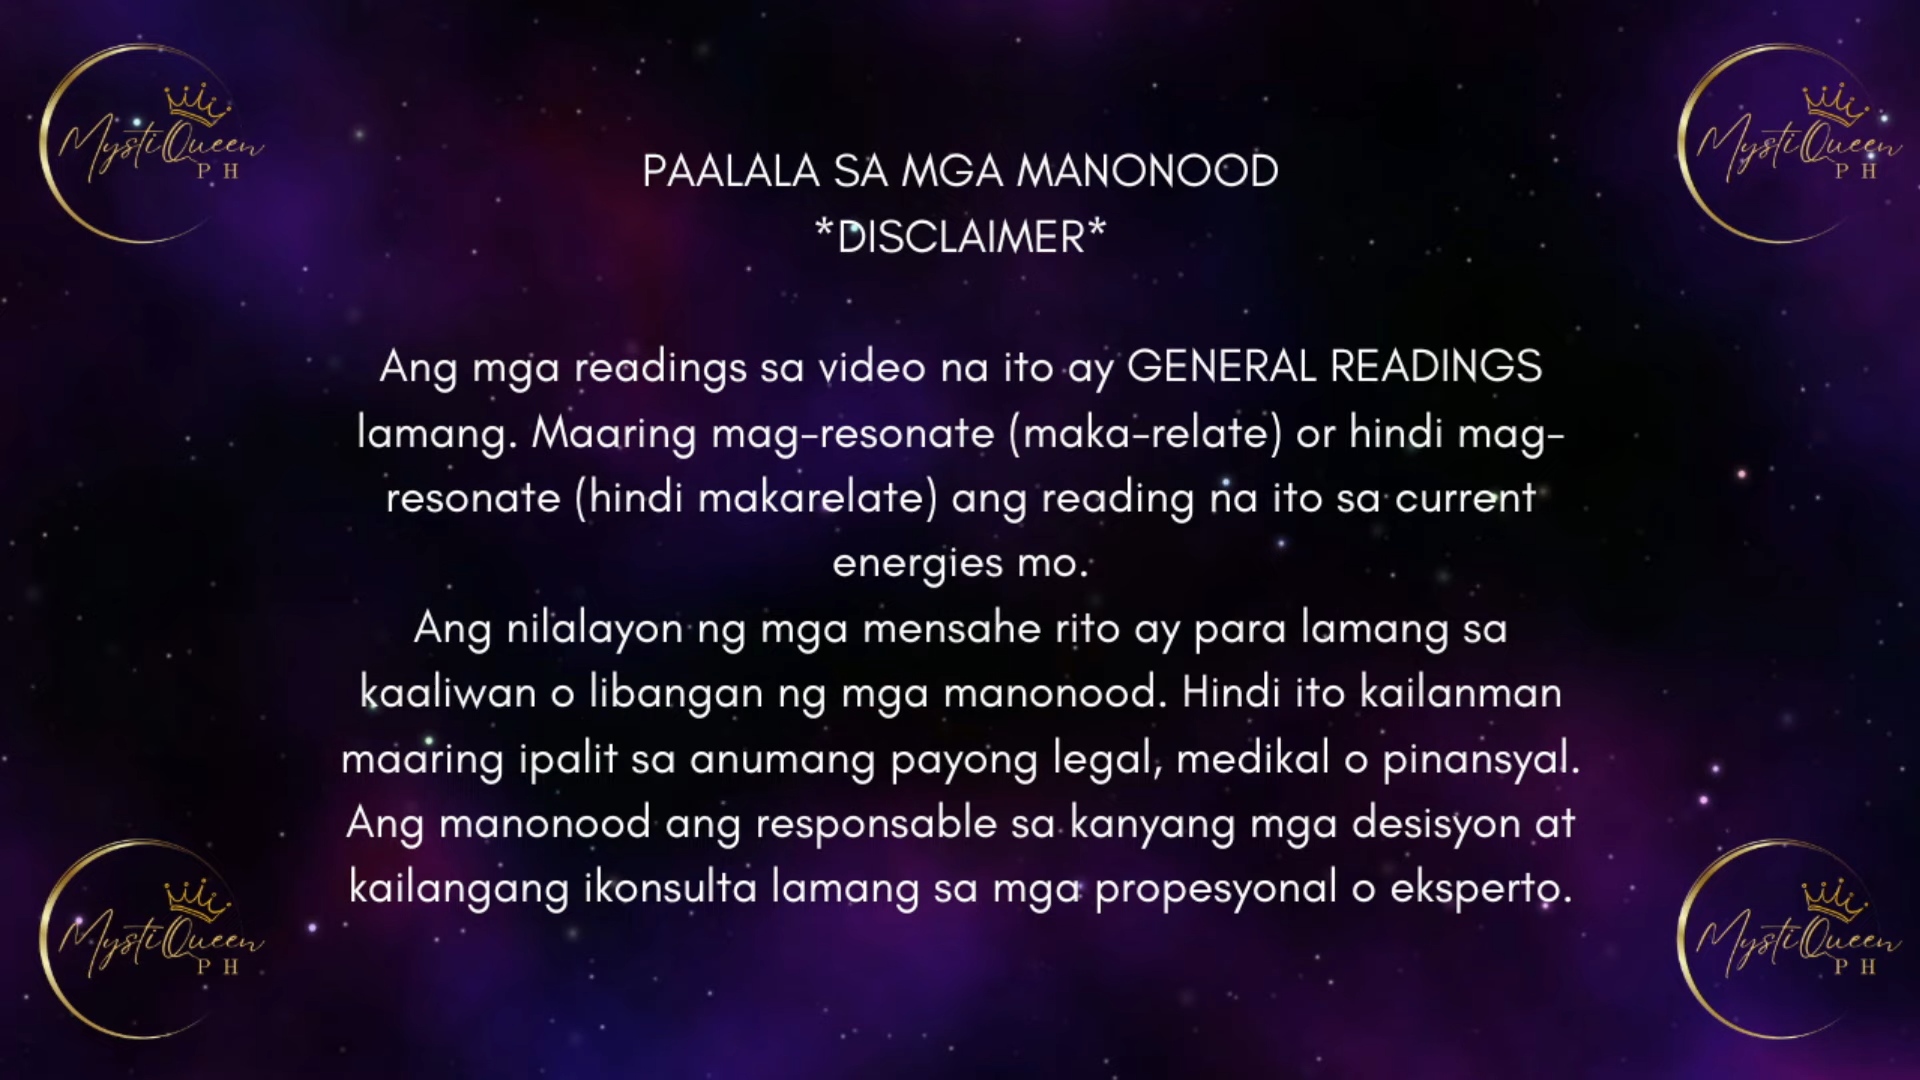 MystiQueen
PH
MystiQueen
PH
PAALALA SA MGA MANONOOD
*DISCLAIMER*
Ang mga readings sa video na ito ay GENERAL READINGS
lamang. Maaring mag-resonate (maka-relate) or hindi mag-
resonate (hindi makarelate) ang reading na ito sa current
energies mo.
Ang nilalayon ng mga mensahe rito ay para lamang sa
kaaliwan o libangan ng mga manonood. Hindi ito kailanman
maaring ipalit sa anumang payong legal, medikal o pinansyal.
Ang manonood ang responsable sa kanyang mga desisyon at
kailangang ikonsulta lamang sa mga propesyonal o eksperto.
MystiQueen
PH
MystiQueen
PH